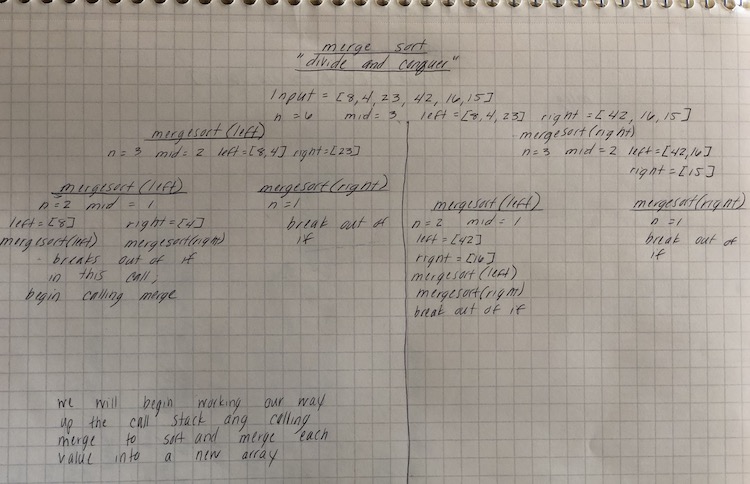 merge sort
"divide and conquer"
Input = [8, 4, 23, 42, 16, 15]
n = 6 mid = 3 left = [8, 4, 23] right = [42, 16, 15]
mergesort (left)
n = 3 mid = 2 left = [8, 4] right = [23]
mergesort (left)
n = 2 mid = 1
left = [8] right = [4]
mergesort(left) mergesort(right)
breaks out of if
in this call,
begin calling merge
mergesort(right)
n = 1
break out of
if
mergesort(right)
n = 3 mid = 2 left = [42, 16]
right = [15]
mergesort (left)
n = 2 mid = 1
left = [42]
right = [16]
mergesort (left)
mergesort(right)
break out of if
mergesort(right)
n = 1
break out of
if
we will begin working our way
up the call stack ang calling
merge to sort and merge each
value into a new array